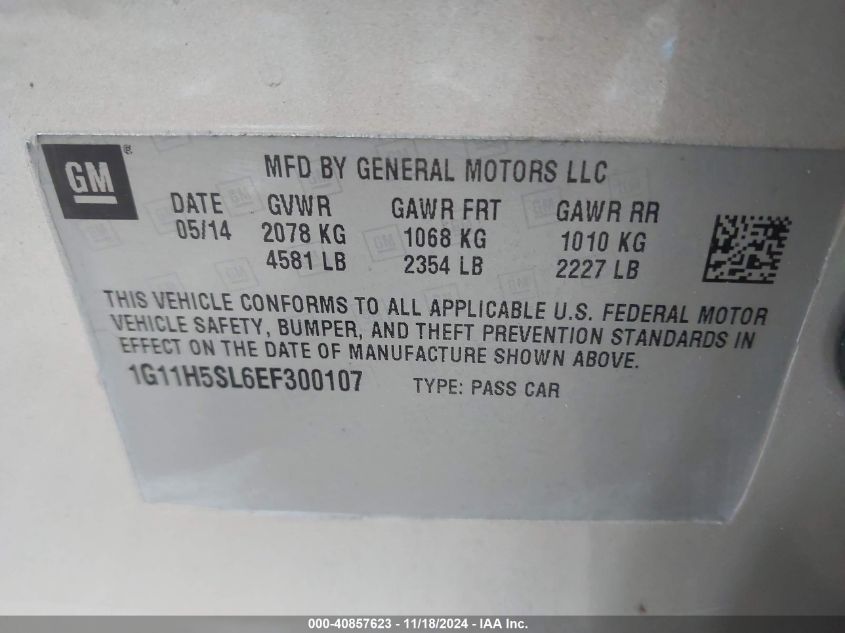 GM ®
MFD BY GENERAL MOTORS LLC
DATE GVWR GAWR FRT GAWR RR
05/14 2078 KG 1068 KG 1010 KG
4581 LB 2354 LB 2227 LB
THIS VEHICLE CONFORMS TO ALL APPLICABLE U.S. FEDERAL MOTOR
VEHICLE SAFETY, BUMPER, AND THEFT PREVENTION STANDARDS IN
EFFECT ON THE DATE OF MANUFACTURE SHOWN ABOVE.
1G11H5SL6EF300107 TYPE: PASS CAR
000-40857623 - 11/18/2024 - IAA Inc.